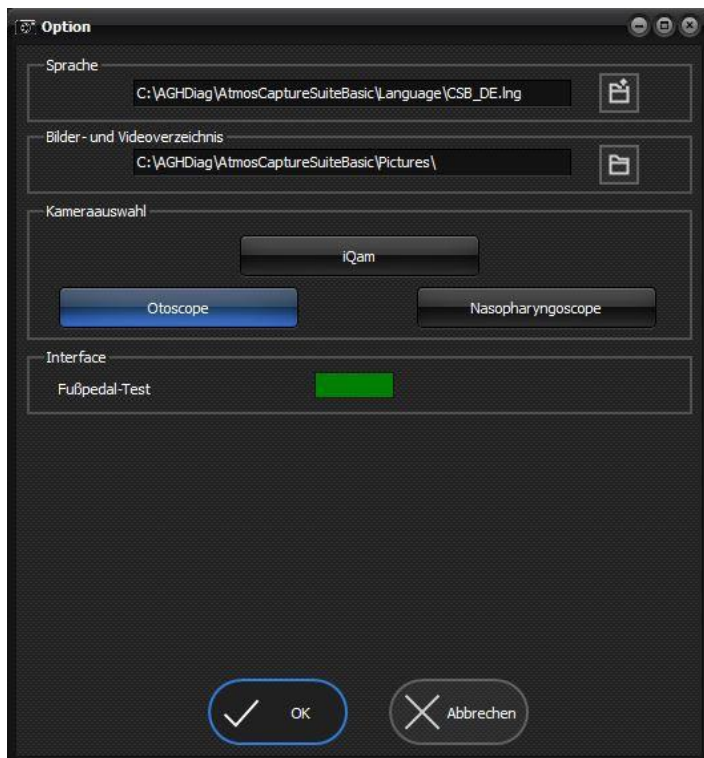 Option
Sprache
C:\AGHDiag\AtmosCaptureSuiteBasic\Language\CSB_DE.lng
Bilder- und Videoverzeichnis
C:\AGHDiag\AtmosCaptureSuiteBasic\Pictures\
Kameraauswahl
iQam
Otoscope
Nasopharyngoscope
Interface
Fußpedal-Test
OK
Abbrechen